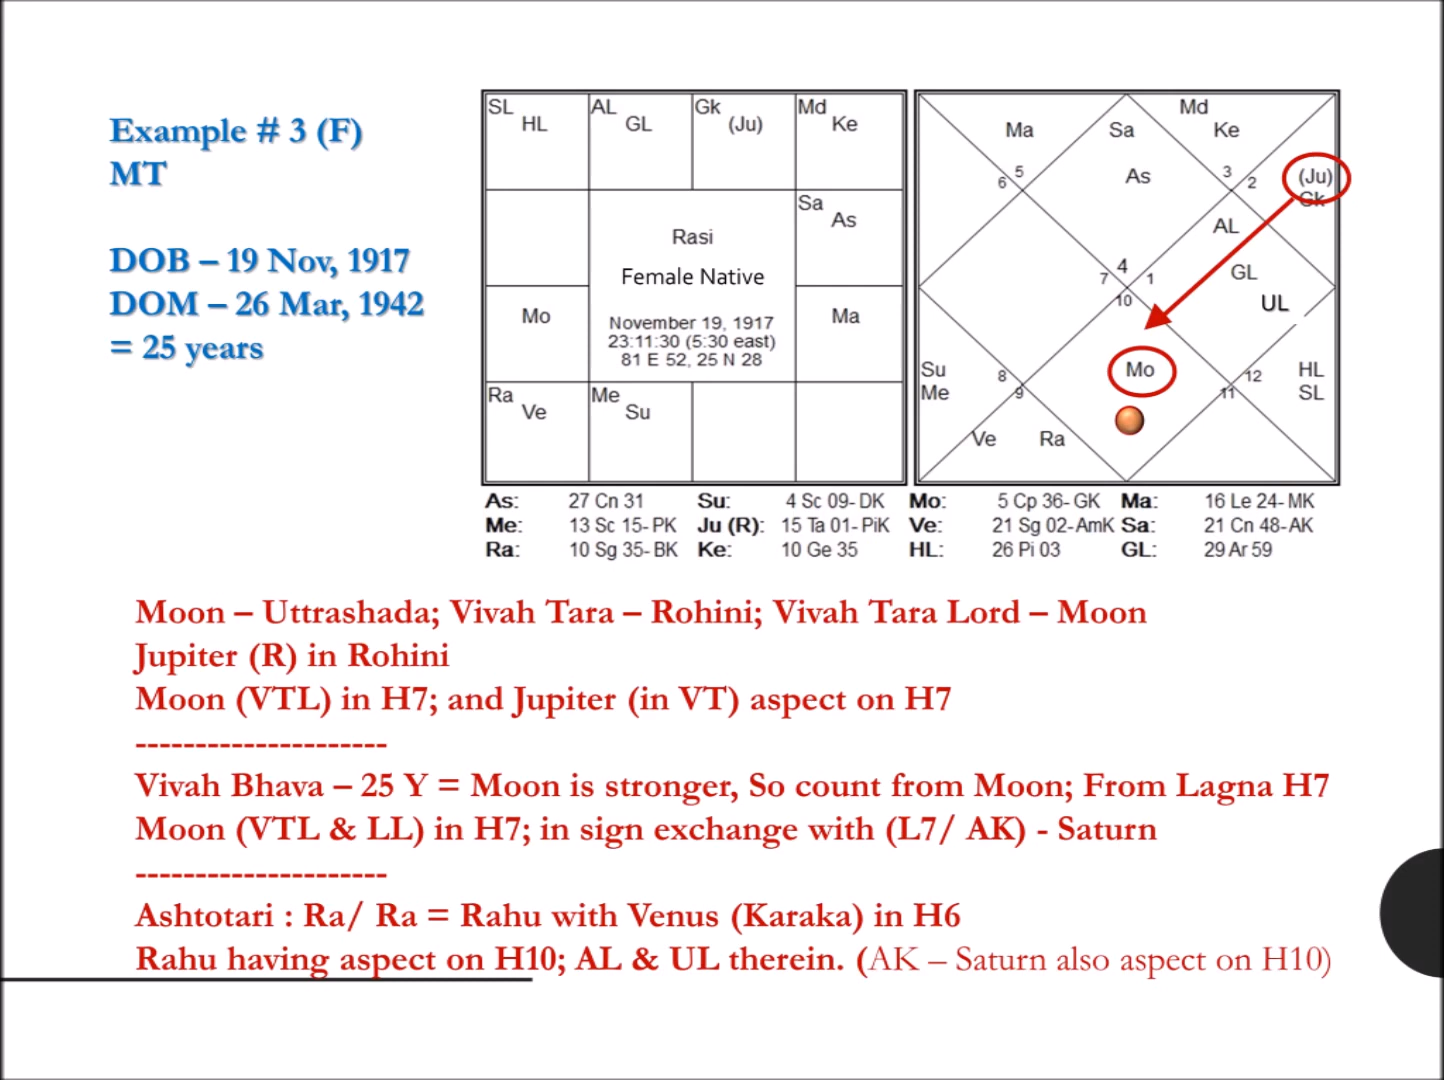 Example # 3 (F)
MT
DOB – 19 Nov, 1917
DOM – 26 Mar, 1942
= 25 years
SL
HL
AL
GL
Gk
(Ju)
Md
Ke
Sa
As
Rasi
Female Native
November 19, 1917
23:11:30 (5:30 east)
81 E 52, 25 N 28
Mo
Ma
Ra
Ve
Me
Su
Md
Ma
Sa
Ke
As
5
6
3
2
(Ju)
Gk
AL
4
7
1
10
GL
UL
Su
Me
8
9
Mo
12
11
HL
SL
Ve
Ra
As: 27 Cn 31 Su: 4 Sc 09- DK Mo: 5 Cp 36- GK Ma: 16 Le 24- MK
Me: 13 Sc 15- PK Ju (R): 15 Ta 01- PiK Ve: 21 Sg 02- AmK Sa: 21 Cn 48- AK
Ra: 10 Sg 35- BK Ke: 10 Ge 35 HL: 26 Pi 03 GL: 29 Ar 59
Moon – Uttrashada; Vivah Tara – Rohini; Vivah Tara Lord – Moon
Jupiter (R) in Rohini
Moon (VTL) in H7; and Jupiter (in VT) aspect on H7
---------------------
Vivah Bhava – 25 Y = Moon is stronger, So count from Moon; From Lagna H7
Moon (VTL & LL) in H7; in sign exchange with (L7/ AK) - Saturn
---------------------
Ashtotari : Ra/ Ra = Rahu with Venus (Karaka) in H6
Rahu having aspect on H10; AL & UL therein. (AK – Saturn also aspect on H10)